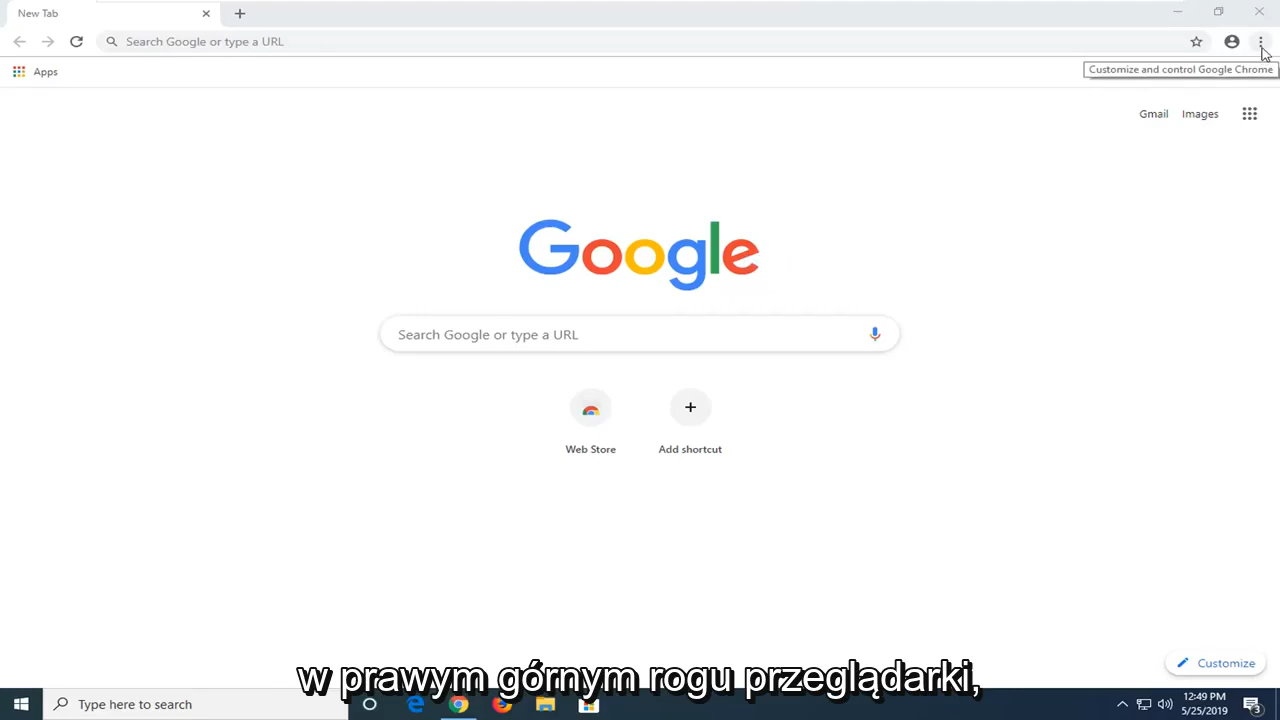 New Tab
Search Google or type a URL
Customize and control Google Chrome
Apps
Gmail Images
Google
Search Google or type a URL
Web Store Add shortcut
Customize
w prawym górnym rogu przeglądarki,
Type here to search
12:49 PM
5/25/2019
3